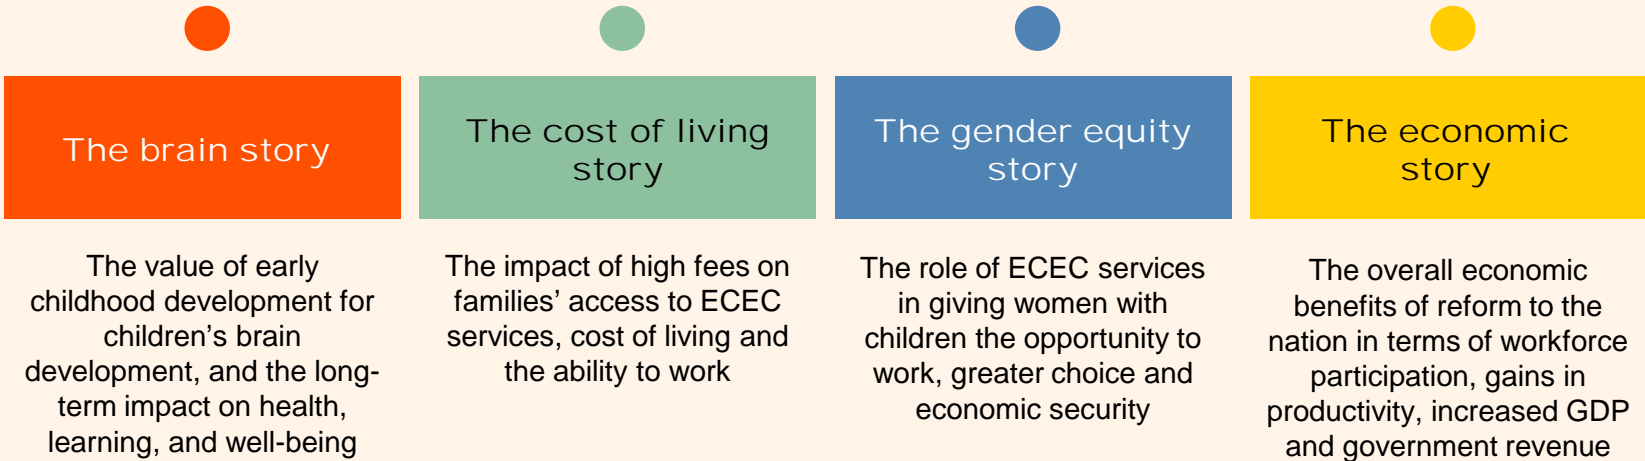 The brain story
The value of early
childhood development for
children’s brain
development, and the long-
term impact on health,
learning, and well-being
The cost of living
story
The impact of high fees on
families’ access to ECEC
services, cost of living and
the ability to work
The gender equity
story
The role of ECEC services
in giving women with
children the opportunity to
work, greater choice and
economic security
The economic
story
The overall economic
benefits of reform to the
nation in terms of workforce
participation, gains in
productivity, increased GDP
and government revenue